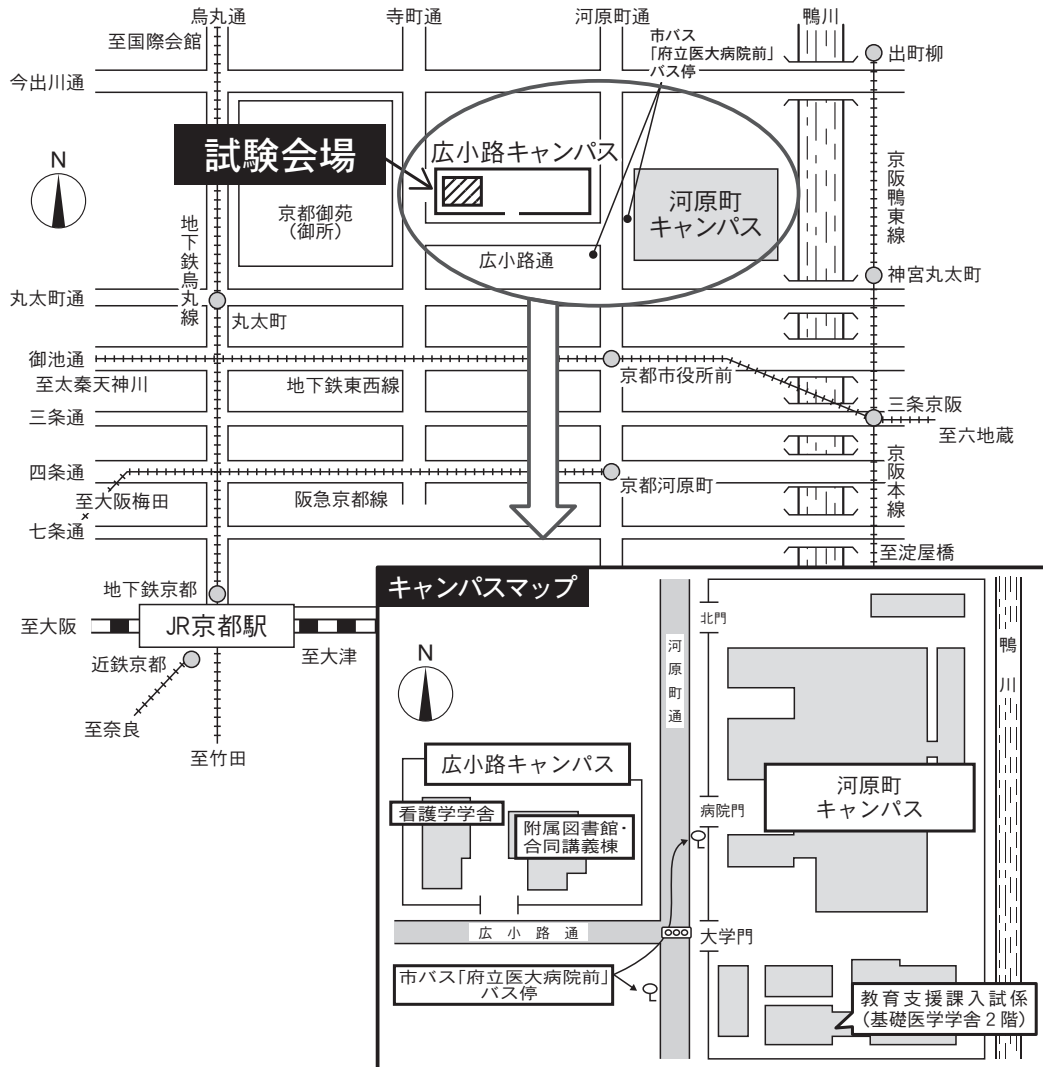 烏丸通
寺町通
河原町通
鴨川
至国際会館
市バス
「府立医大病院前」
バス停
出町柳
今出川通
試験会場
広小路キャンパス
N
京都御苑
（御所）
河原町
キャンパス
京阪鴨東線
地下鉄烏丸線
広小路通
神宮丸太町
丸太町通
丸太町
御池通
京都市役所前
至太秦天神川
地下鉄東西線
三条通
三条京阪
至六地蔵
四条通
京都河原町
京阪本線
至大阪梅田
阪急京都線
七条通
至淀屋橋
地下鉄京都
至大阪
JR京都駅
至大津
近鉄京都
至奈良
至竹田
キャンパスマップ
N
河原町通
北門
鴨川
広小路キャンパス
河原町
キャンパス
看護学学舎
附属図書館・
合同講義棟
病院門
広小路通
大学門
市バス「府立医大病院前」
バス停
教育支援課入試係
（基礎医学学舎２階）